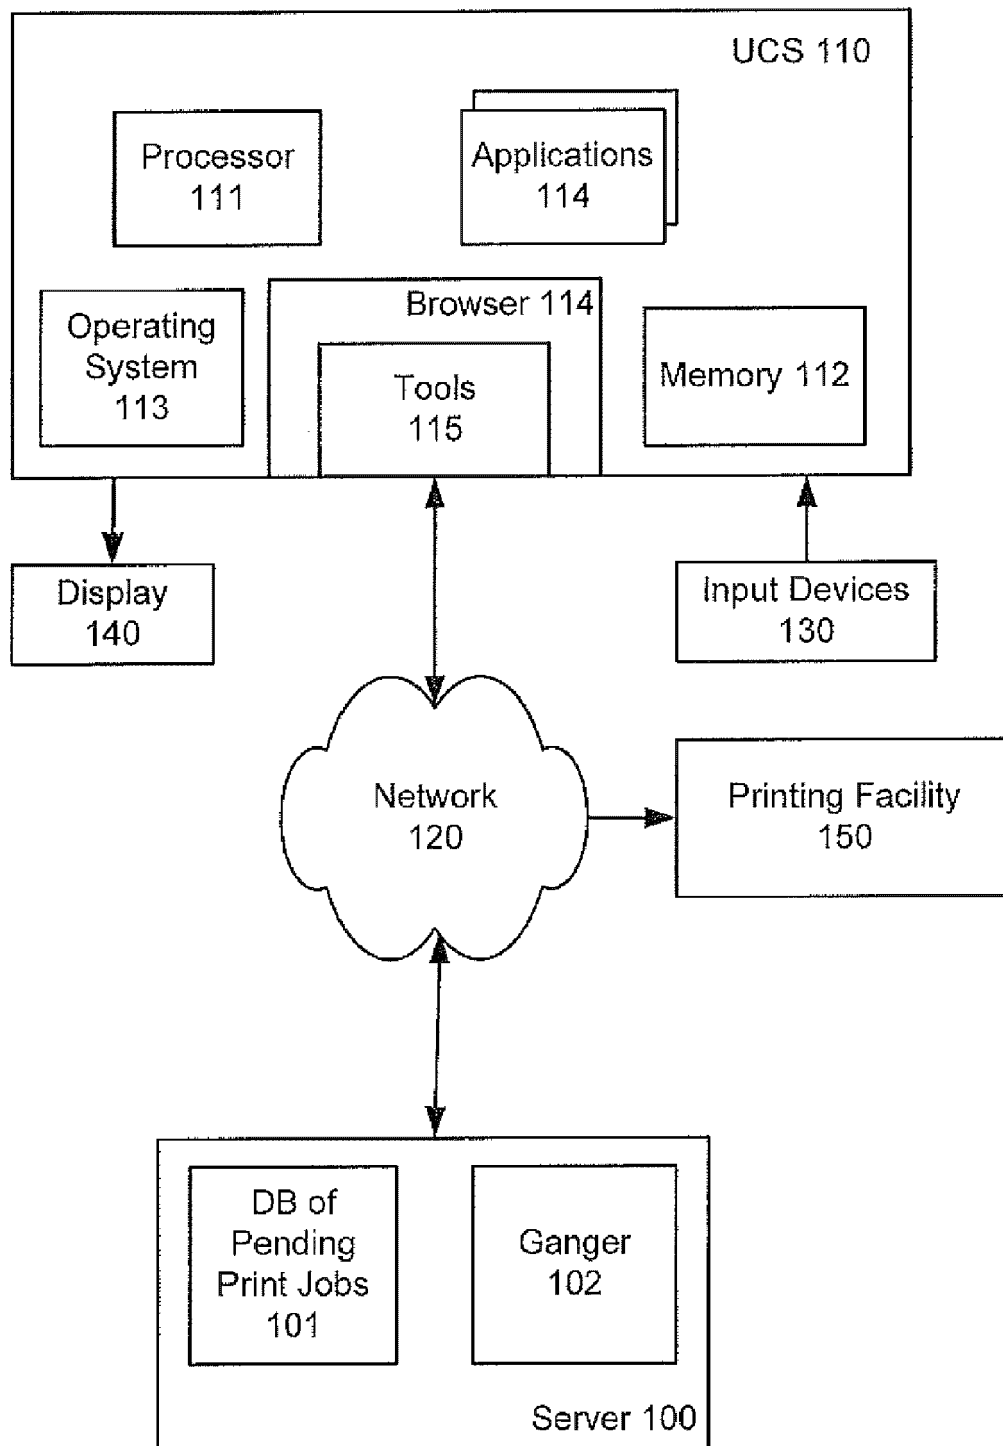 UCS 110
Processor
111
Applications
114
Operating
System
113
Browser 114
Tools
115
Memory 112
Display
140
Input Devices
130
Network
120
Printing Facility
150
DB of
Pending
Print Jobs
101
Ganger
102
Server 100